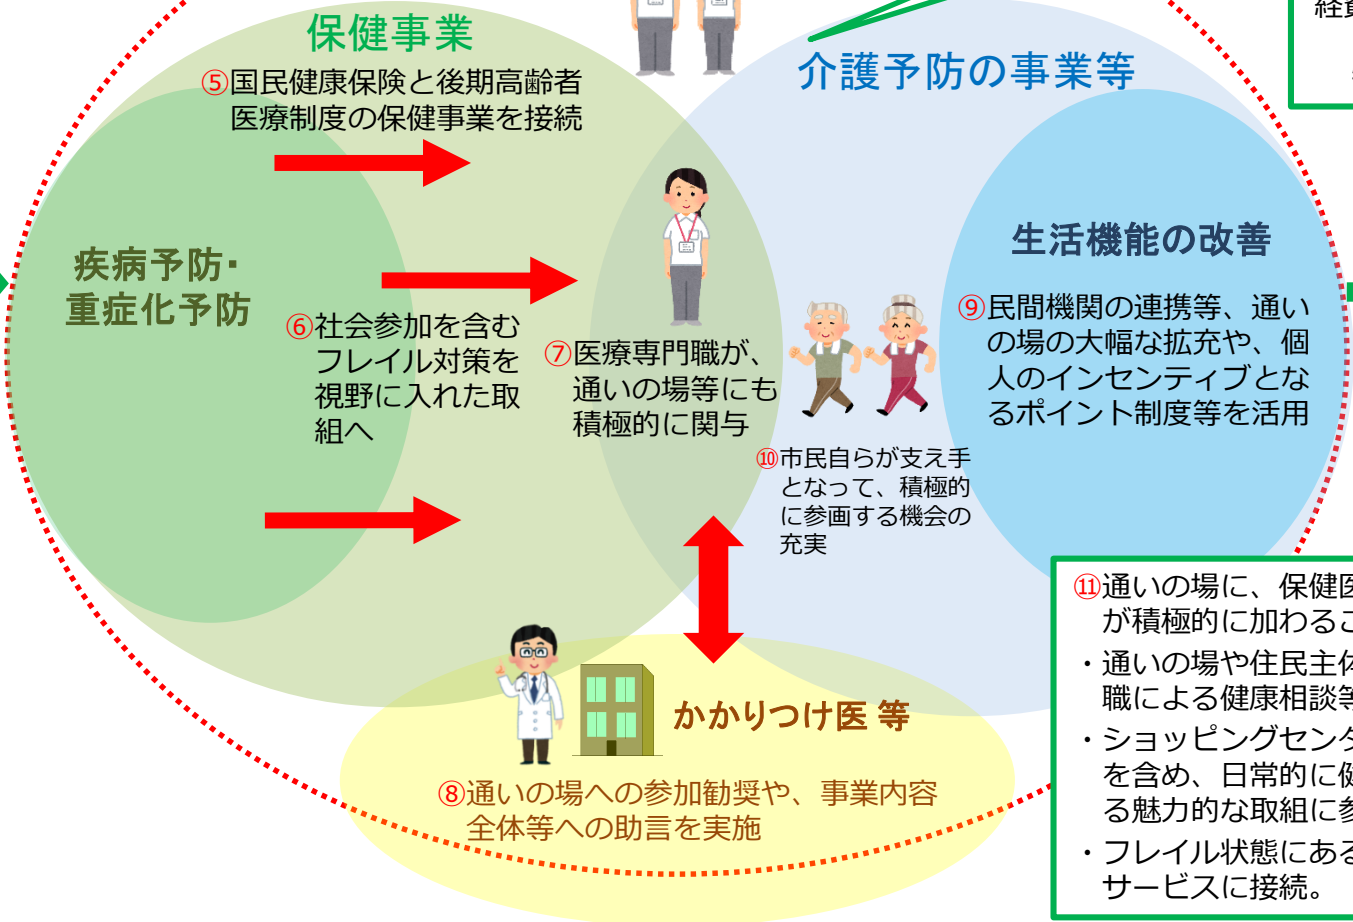 経費
保健事業
⑤国民健康保険と後期高齢者
医療制度の保健事業を接続
介護予防の事業等
疾病予防・
重症化予防
⑥社会参加を含む
フレイル対策を
視野に入れた取
組へ
⑦医療専門職が、
通いの場等にも
積極的に関与
生活機能の改善
⑨民間機関の連携等、通い
の場の大幅な拡充や、個
人のインセンティブとな
るポイント制度等を活用
⑩市民自らが支え手
となって、積極的
に参画する機会の
充実
かかりつけ医 等
⑧通いの場への参加勧奨や、事業内容
全体等への助言を実施
⑪通いの場に、保健医
が積極的に加わるこ
・通いの場や住民主体
職による健康相談等
・ショッピングセンタ
を含め、日常的に健
る魅力的な取組に参
・フレイル状態にある
サービスに接続。